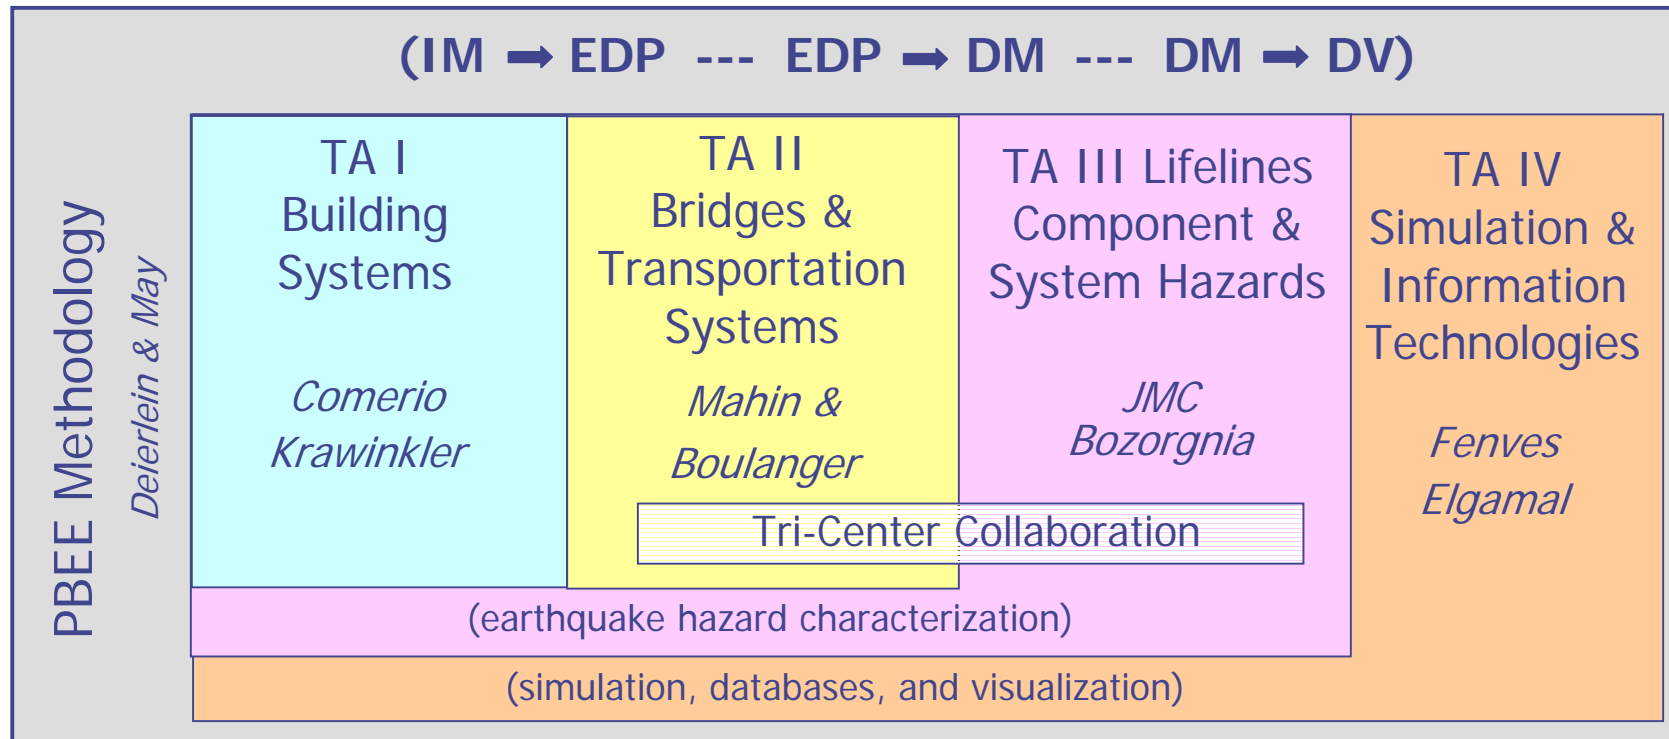 (IM ➡ EDP --- EDP ➡ DM --- DM ➡ DV)
PBEE Methodology
Deierlein & May
TA I
Building
Systems
Comerio
Krawinkler
TA II
Bridges &
Transportation
Systems
Mahin &
Boulanger
TA III Lifelines
Component &
System Hazards
JMC
Bozorgnia
TA IV
Simulation &
Information
Technologies
Fenves
Elgamal
Tri-Center Collaboration
(earthquake hazard characterization)
(simulation, databases, and visualization)